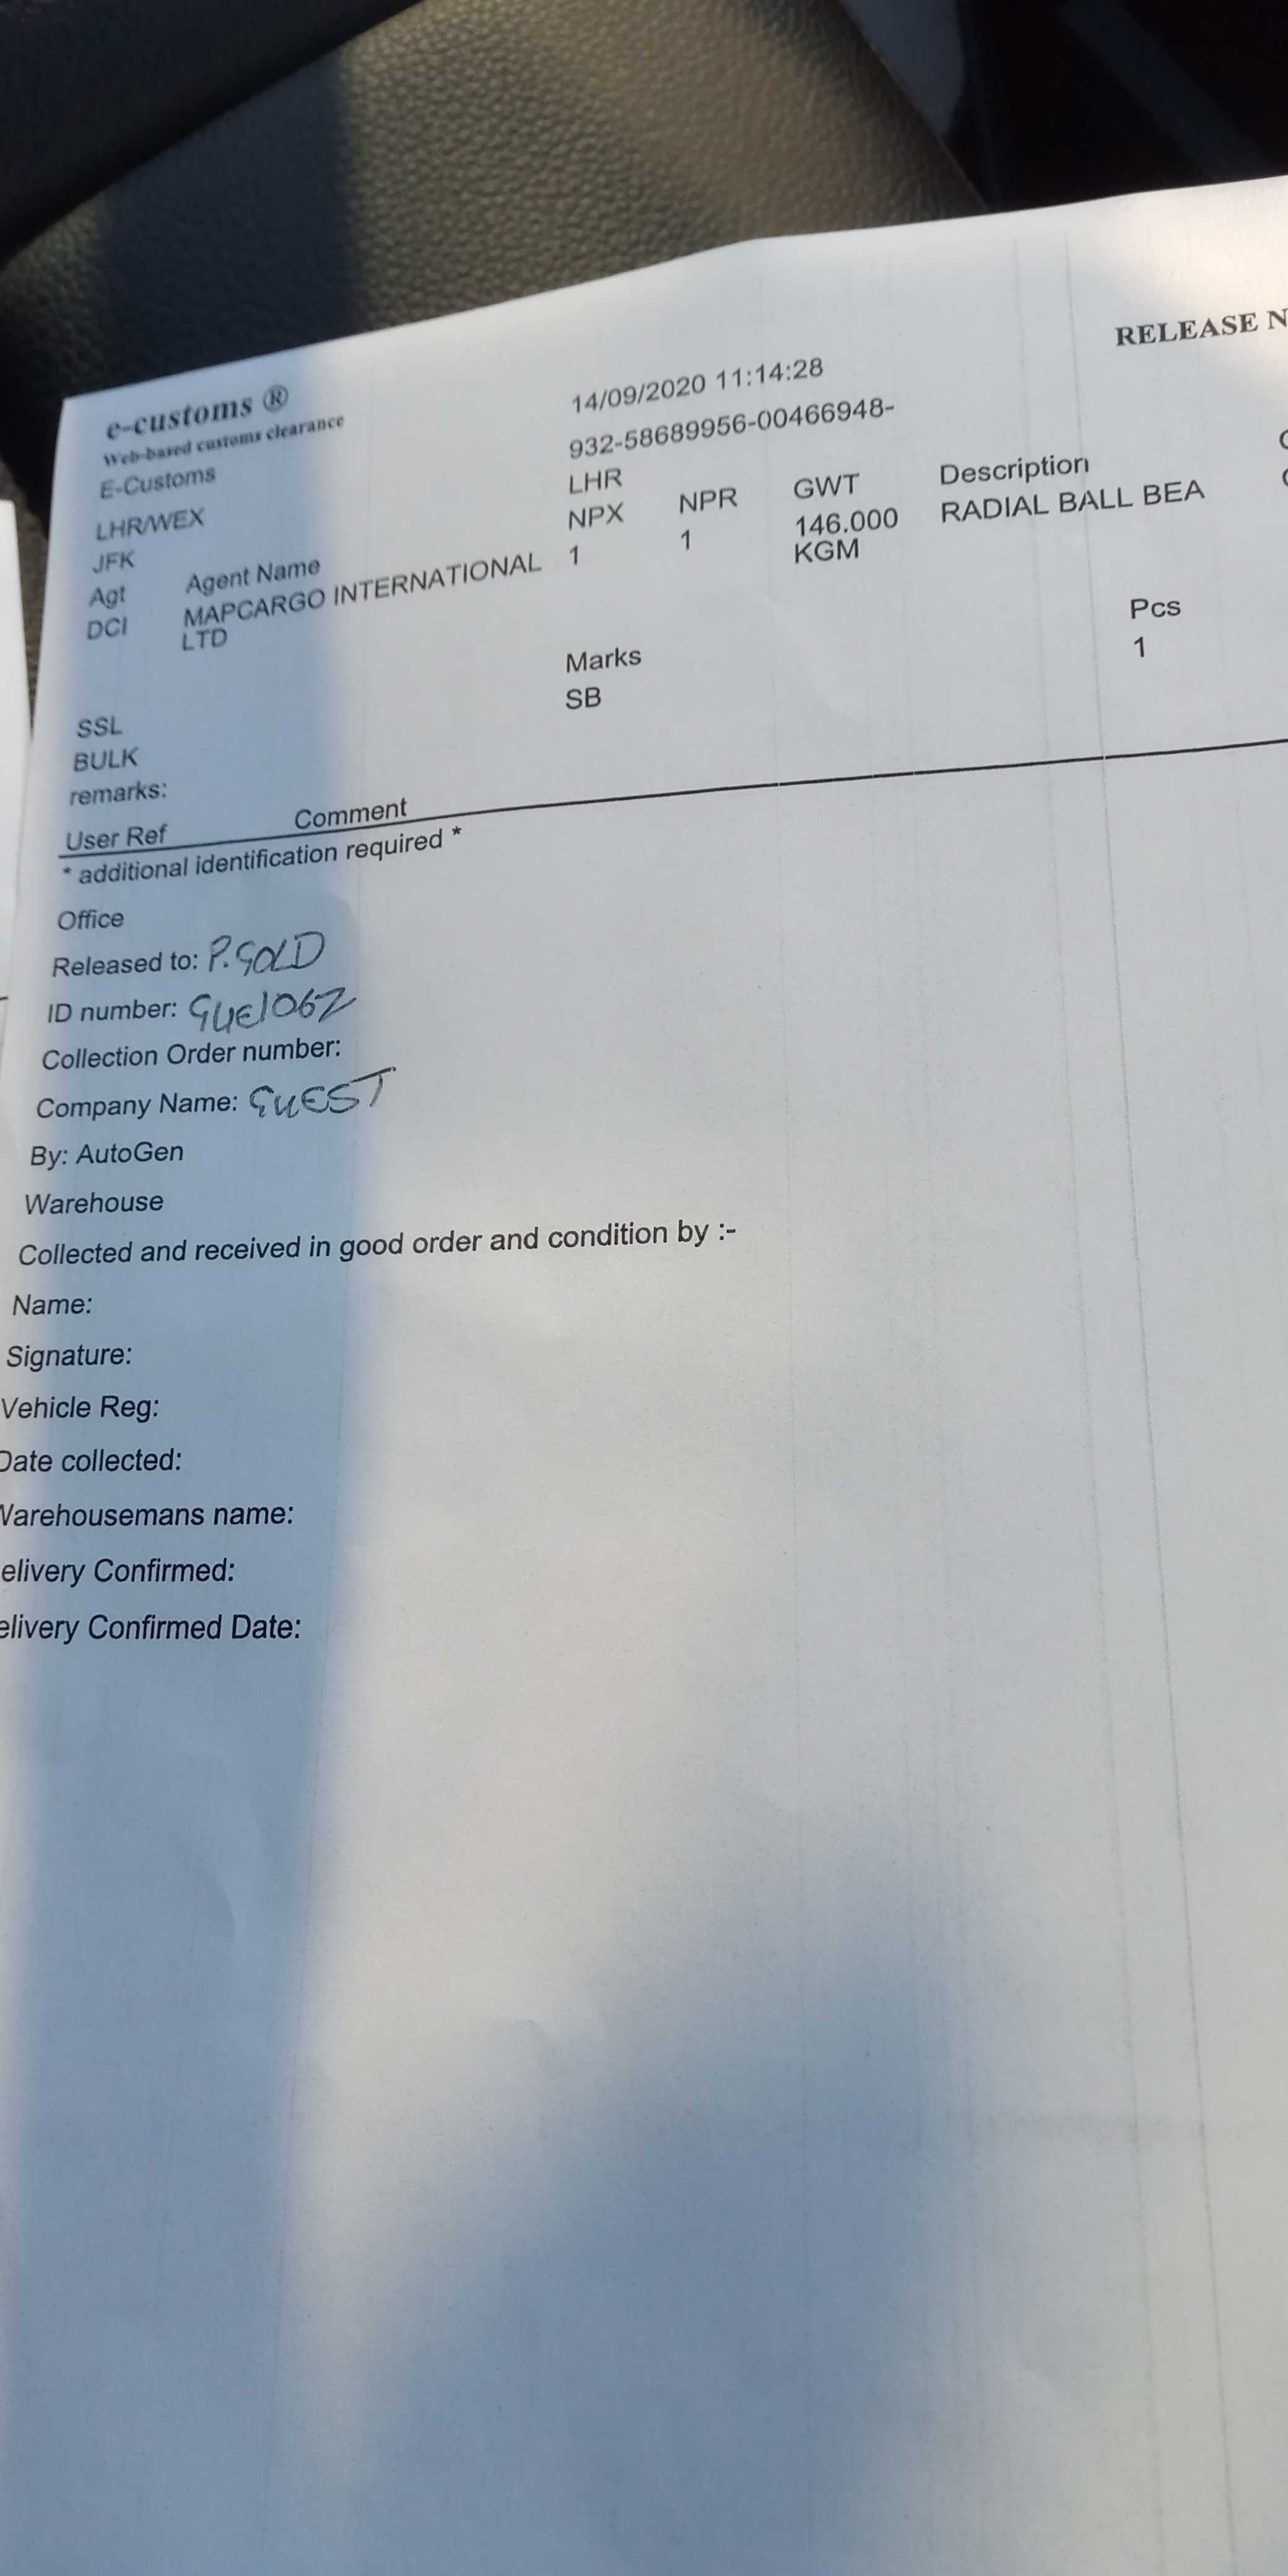 RELEASE N
e-customs ®
Web-based customs clearance
14/09/2020 11:14:28
E-Customs
932-58689956-00466948-
LHR/WEX
LHR
JFK
NPX NPR GWT Description
Agt Agent Name
1 1 146.000 KGM RADIAL BALL BEA
DCI MAPCARGO INTERNATIONAL LTD
Marks Pcs
SB 1
SSL
BULK
remarks:
User Ref Comment
* additional identification required *
Office
Released to: P. GOLD
ID number: GUE1062
Collection Order number:
Company Name: GUEST
By: AutoGen
Warehouse
Collected and received in good order and condition by :-
Name:
Signature:
Vehicle Reg:
Date collected:
Warehousemans name:
elivery Confirmed:
elivery Confirmed Date: